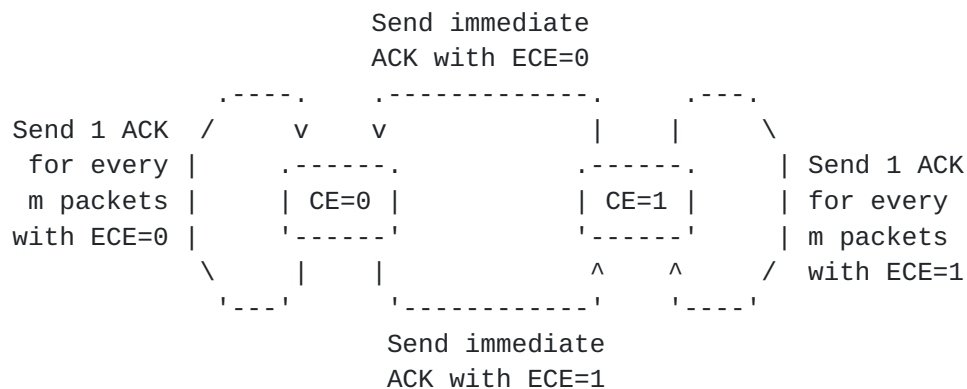 Send immediate
ACK with ECE=0
Send 1 ACK
for every
m packets
with ECE=0
CE=0
CE=1
Send 1 ACK
for every
m packets
with ECE=1
Send immediate
ACK with ECE=1